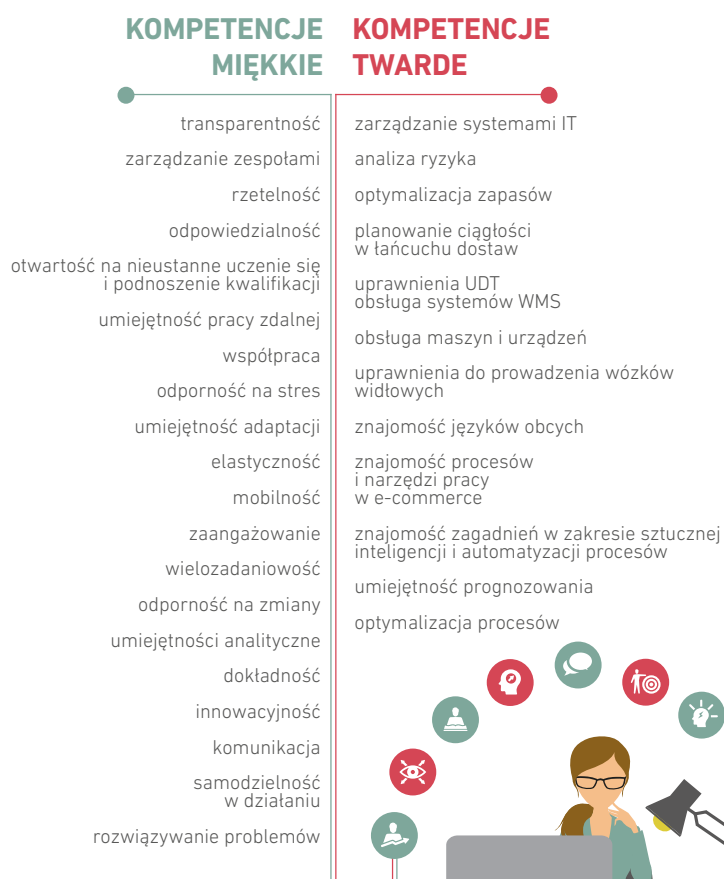 KOMPETENCJE
MIĘKKIE
transparentność
zarządzanie zespołami
rzetelność
odpowiedzialność
otwartość na nieustanne uczenie się
i podnoszenie kwalifikacji
umiejętność pracy zdalnej
współpraca
odporność na stres
umiejętność adaptacji
elastyczność
mobilność
zaangażowanie
wielozadaniowość
odporność na zmiany
umiejętności analityczne
dokładność
innowacyjność
komunikacja
samodzielność
w działaniu
rozwiązywanie problemów
KOMPETENCJE
TWARDE
zarządzanie systemami IT
analiza ryzyka
optymalizacja zapasów
planowanie ciągłości
w łańcuchu dostaw
uprawnienia UDT
obsługa systemów WMS
obsługa maszyn i urządzeń
uprawnienia do prowadzenia wózków
widłowych
znajomość języków obcych
znajomość procesów
i narzędzi pracy
w e-commerce
znajomość zagadnień w zakresie sztucznej
inteligencji i automatyzacji procesów
umiejętność prognozowania
optymalizacja procesów